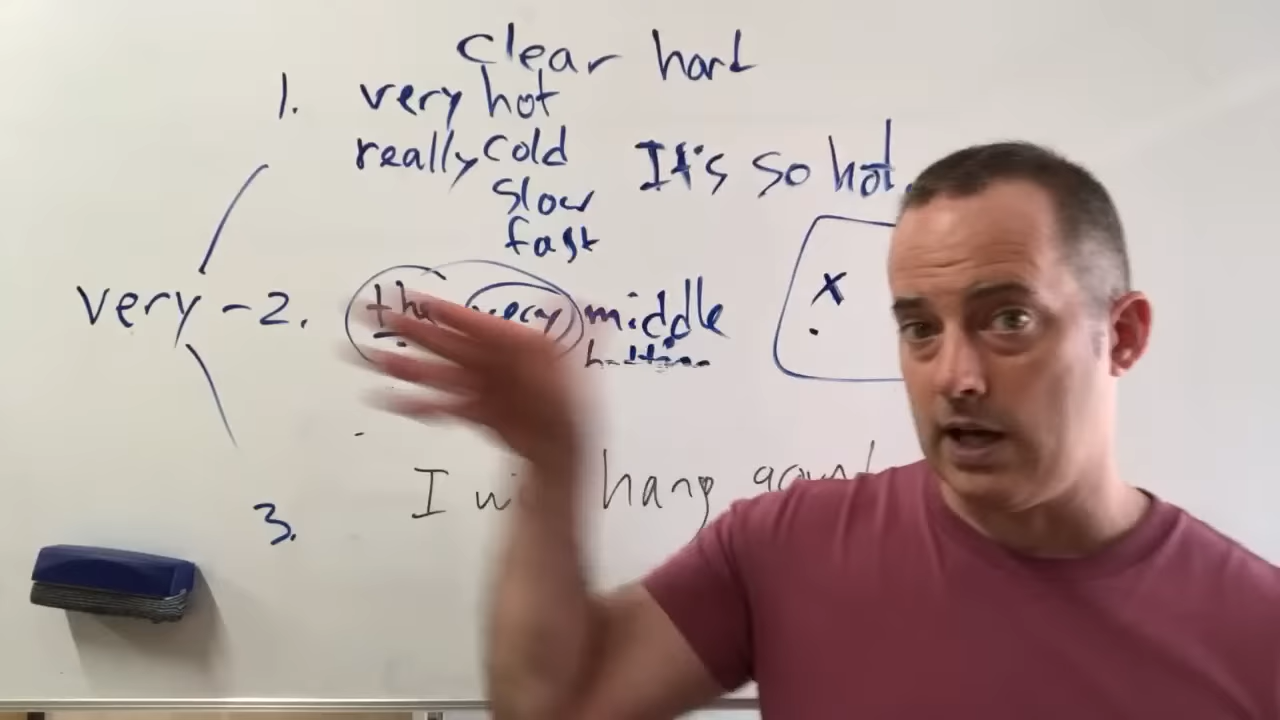 clear hard
1. very hot
really cold
It's so hot.
slow
fast
very - 2. the very middle
x
I hang
3.